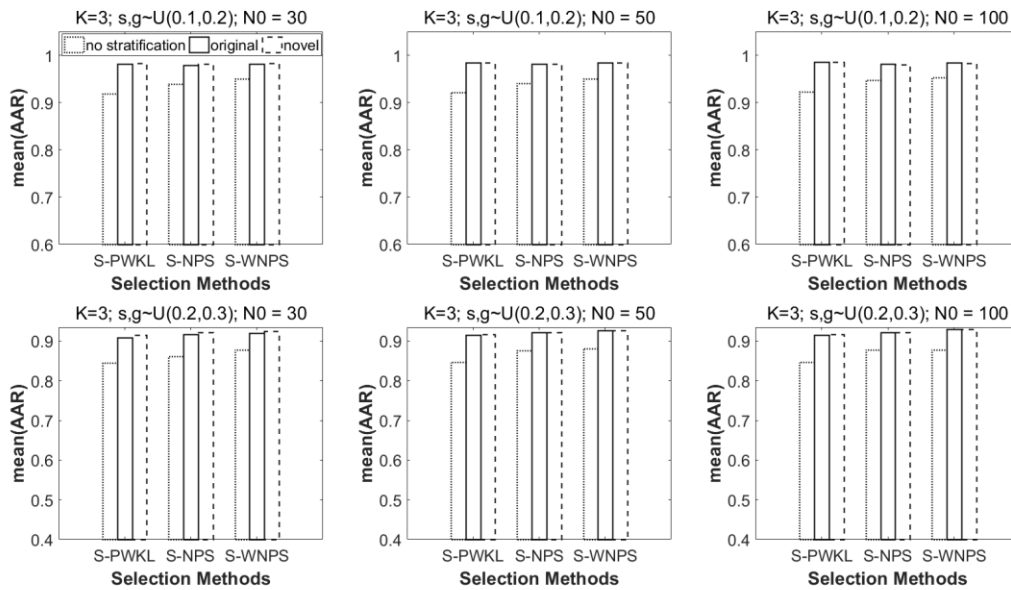 K=3; s,g~U(0.1,0.2); N0 = 30
no stratification original novel
1
0.9
0.8
0.7
0.6
mean(AAR)
S-PWKL S-NPS S-WNPS
Selection Methods
K=3; s,g~U(0.1,0.2); N0 = 50
1
0.9
0.8
0.7
0.6
mean(AAR)
S-PWKL S-NPS S-WNPS
Selection Methods
K=3; s,g~U(0.1,0.2); N0 = 100
1
0.9
0.8
0.7
0.6
mean(AAR)
S-PWKL S-NPS S-WNPS
Selection Methods
K=3; s,g~U(0.2,0.3); N0 = 30
0.9
0.8
0.7
0.6
0.5
0.4
mean(AAR)
S-PWKL S-NPS S-WNPS
Selection Methods
K=3; s,g~U(0.2,0.3); N0 = 50
0.9
0.8
0.7
0.6
0.5
0.4
mean(AAR)
S-PWKL S-NPS S-WNPS
Selection Methods
K=3; s,g~U(0.2,0.3); N0 = 100
0.9
0.8
0.7
0.6
0.5
0.4
mean(AAR)
S-PWKL S-NPS S-WNPS
Selection Methods